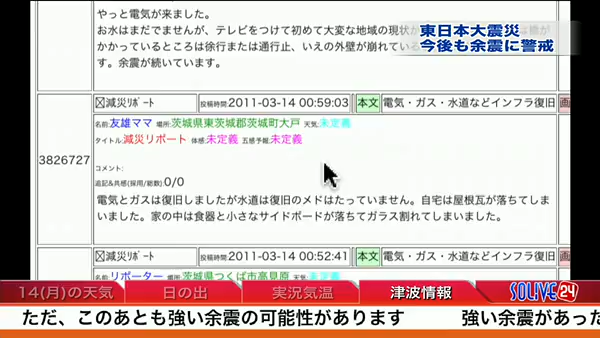 東日本大震災
今後も余震に警戒
やっと電気が来ました。
お水はまだでませんが、テレビをつけて初めて大変な地域の現状が
かかっているところは徐行または通行止、いえの外壁が崩れてい
る。余震が続いています。
減災リポート 投稿時間 2011-03-14 00:59:03 本文 電気・ガス・水道などインフラ復旧 画
3826727
名前:友雄ママ 場所:茨城県東茨城郡茨城町大戸 天気:未定義
タイトル:減災リポート 体感:未定義 五感予報:未定義
コメント:
追記&共感(採用/総数):0/0
電気とガスは復旧しましたが水道は復旧のメドはたっていません。自宅は屋根瓦が落ちてしま
いました。家の中は食器と小さなサイドボードが落ちてガラス割れてしまいました。
減災リポート 投稿時間 2011-03-14 00:52:41 本文 電気・ガス・水道などインフラ復旧 画
名前:リポーター 場所:茨城県つくば市高見原 天気:未定義
14(月)の天気 日の出 実況気温 津波情報 SOLiVE24
ただ、このあとも強い余震の可能性があります 強い余震があった